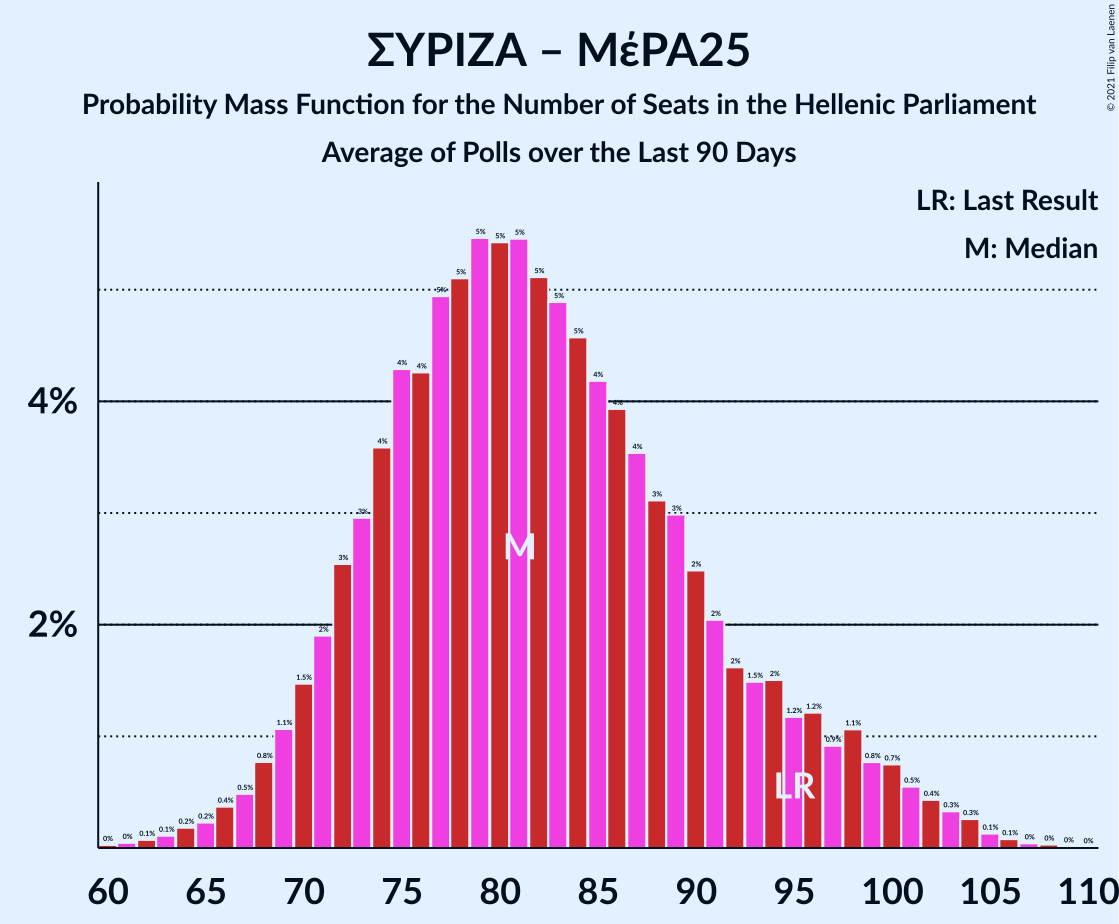 ΣΥΡΙΖΑ – ΜέΡΑ25
Probability Mass Function for the Number of Seats in the Hellenic Parliament
Average of Polls over the Last 90 Days
© 2021 Filip van Laenen
LR: Last Result
M: Median
4%
2%
0% 0% 0.1% 0.1% 0.2% 0.2% 0.4% 0.5% 0.8% 1.1% 1.5% 2% 3% 3% 4% 4% 4% 5% 5% 5% 5% 5% 5% 5% 5% 4% 4% 4% 3% 3% 2% 2% 2% 1.5% 2% 1.2% 1.2% 0.9% 1.1% 0.8% 0.7% 0.5% 0.4% 0.3% 0.3% 0.1% 0.1% 0% 0% 0% 0%
M
LR
60 65 70 75 80 85 90 95 100 105 110